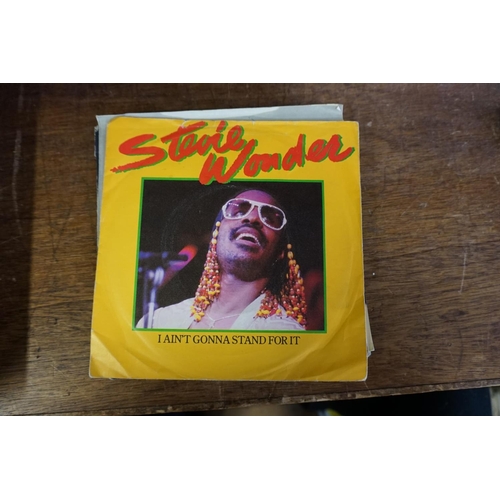 Stevie
Wonder
I AIN'T GONNA STAND FOR IT